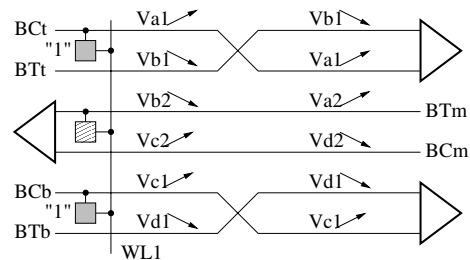 BCt Va1 Vb1
"1"
BTt Vb1 Va1
Vb2 Va2 BTm
Vc2 Vd2 BCm
BCb Vc1 Vd1
"1"
BTb Vd1 Vc1
WL1